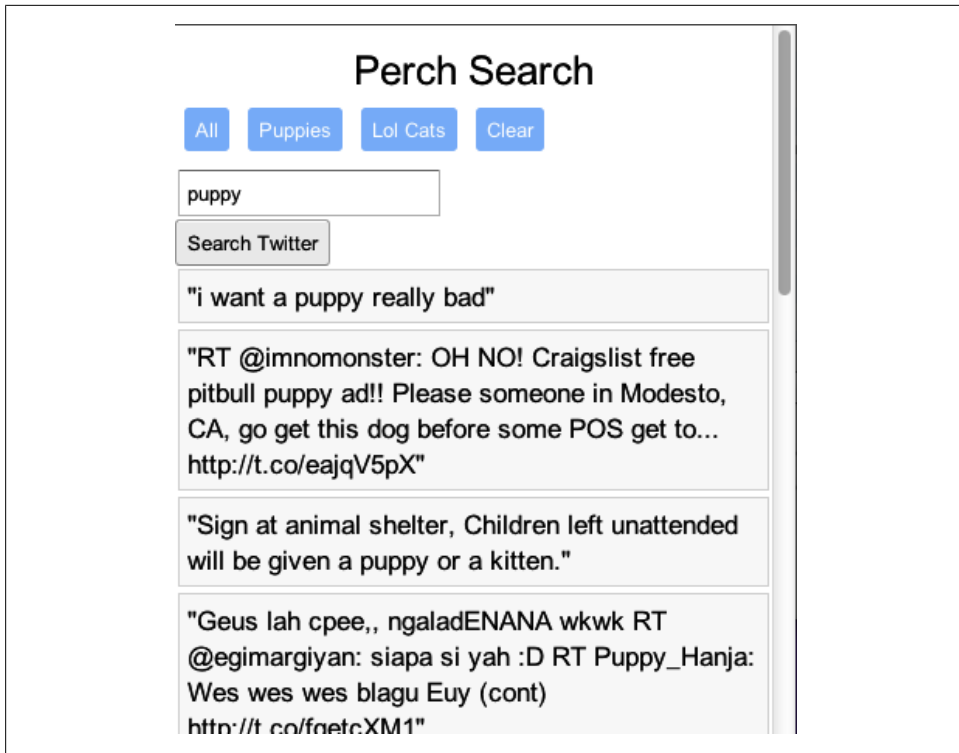 Perch Search
All Puppies Lol Cats Clear
puppy
Search Twitter
"i want a puppy really bad"
"RT @imnomonster: OH NO! Craigslist free
pitbull puppy ad!! Please someone in Modesto,
CA, go get this dog before some POS get to...
http://t.co/eajqV5pX"
"Sign at animal shelter, Children left unattended
will be given a puppy or a kitten."
"Geus lah cpee,, ngaladENANA wkwk RT
@egimargiyan: siapa si yah :D RT Puppy_Hanja:
Wes wes wes blagu Euy (cont)
http://t.co/fgetcXM1"